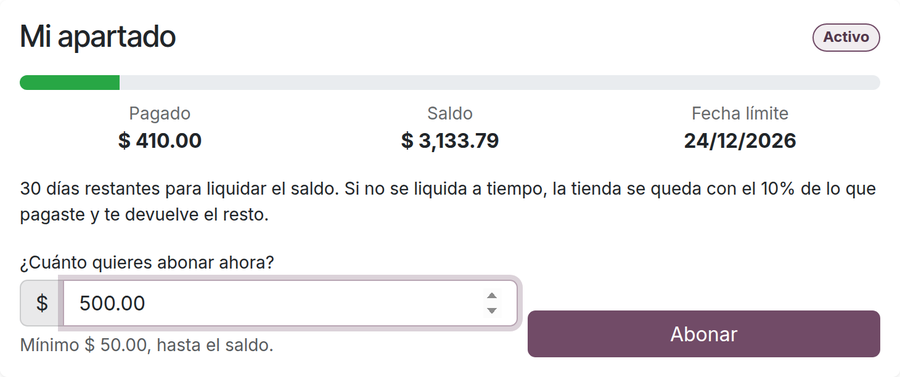 Mi apartado
Activo
Pagado
$ 410.00
Saldo
$ 3,133.79
Fecha límite
24/12/2026
30 días restantes para liquidar el saldo. Si no se liquida a tiempo, la tienda se queda con el 10% de lo que
pagaste y te devuelve el resto.
¿Cuánto quieres abonar ahora?
$ 500.00
Abonar
Mínimo $ 50.00, hasta el saldo.